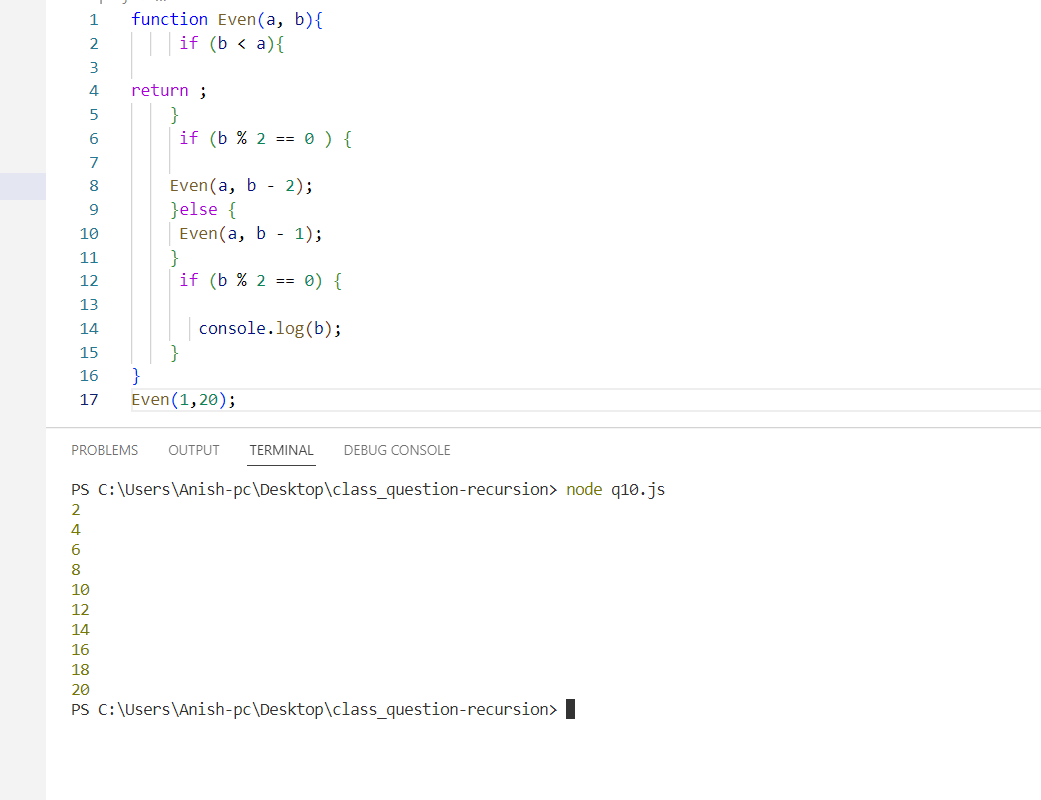 1 function Even(a, b){
2 if (b < a){
3
4 return ;
5 }
6 if (b % 2 == 0 ) {
7
8 Even(a, b - 2);
9 }else {
10 Even(a, b - 1);
11 }
12 if (b % 2 == 0) {
13
14 console.log(b);
15 }
16 }
17 Even(1,20);
PROBLEMS OUTPUT TERMINAL DEBUG CONSOLE
PS C:\Users\Anish-pc\Desktop\class_question-recursion> node q10.js
2
4
6
8
10
12
14
16
18
20
PS C:\Users\Anish-pc\Desktop\class_question-recursion>